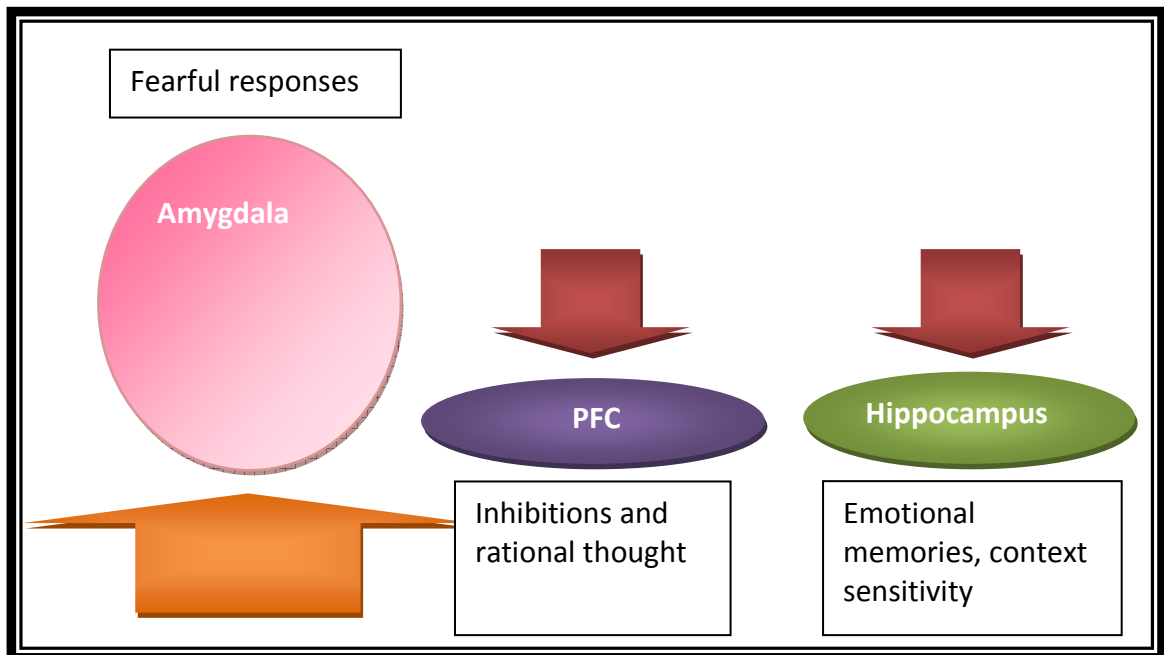 Fearful responses
Amygdala
PFC
Hippocampus
Inhibitions and
rational thought
Emotional
memories, context
sensitivity